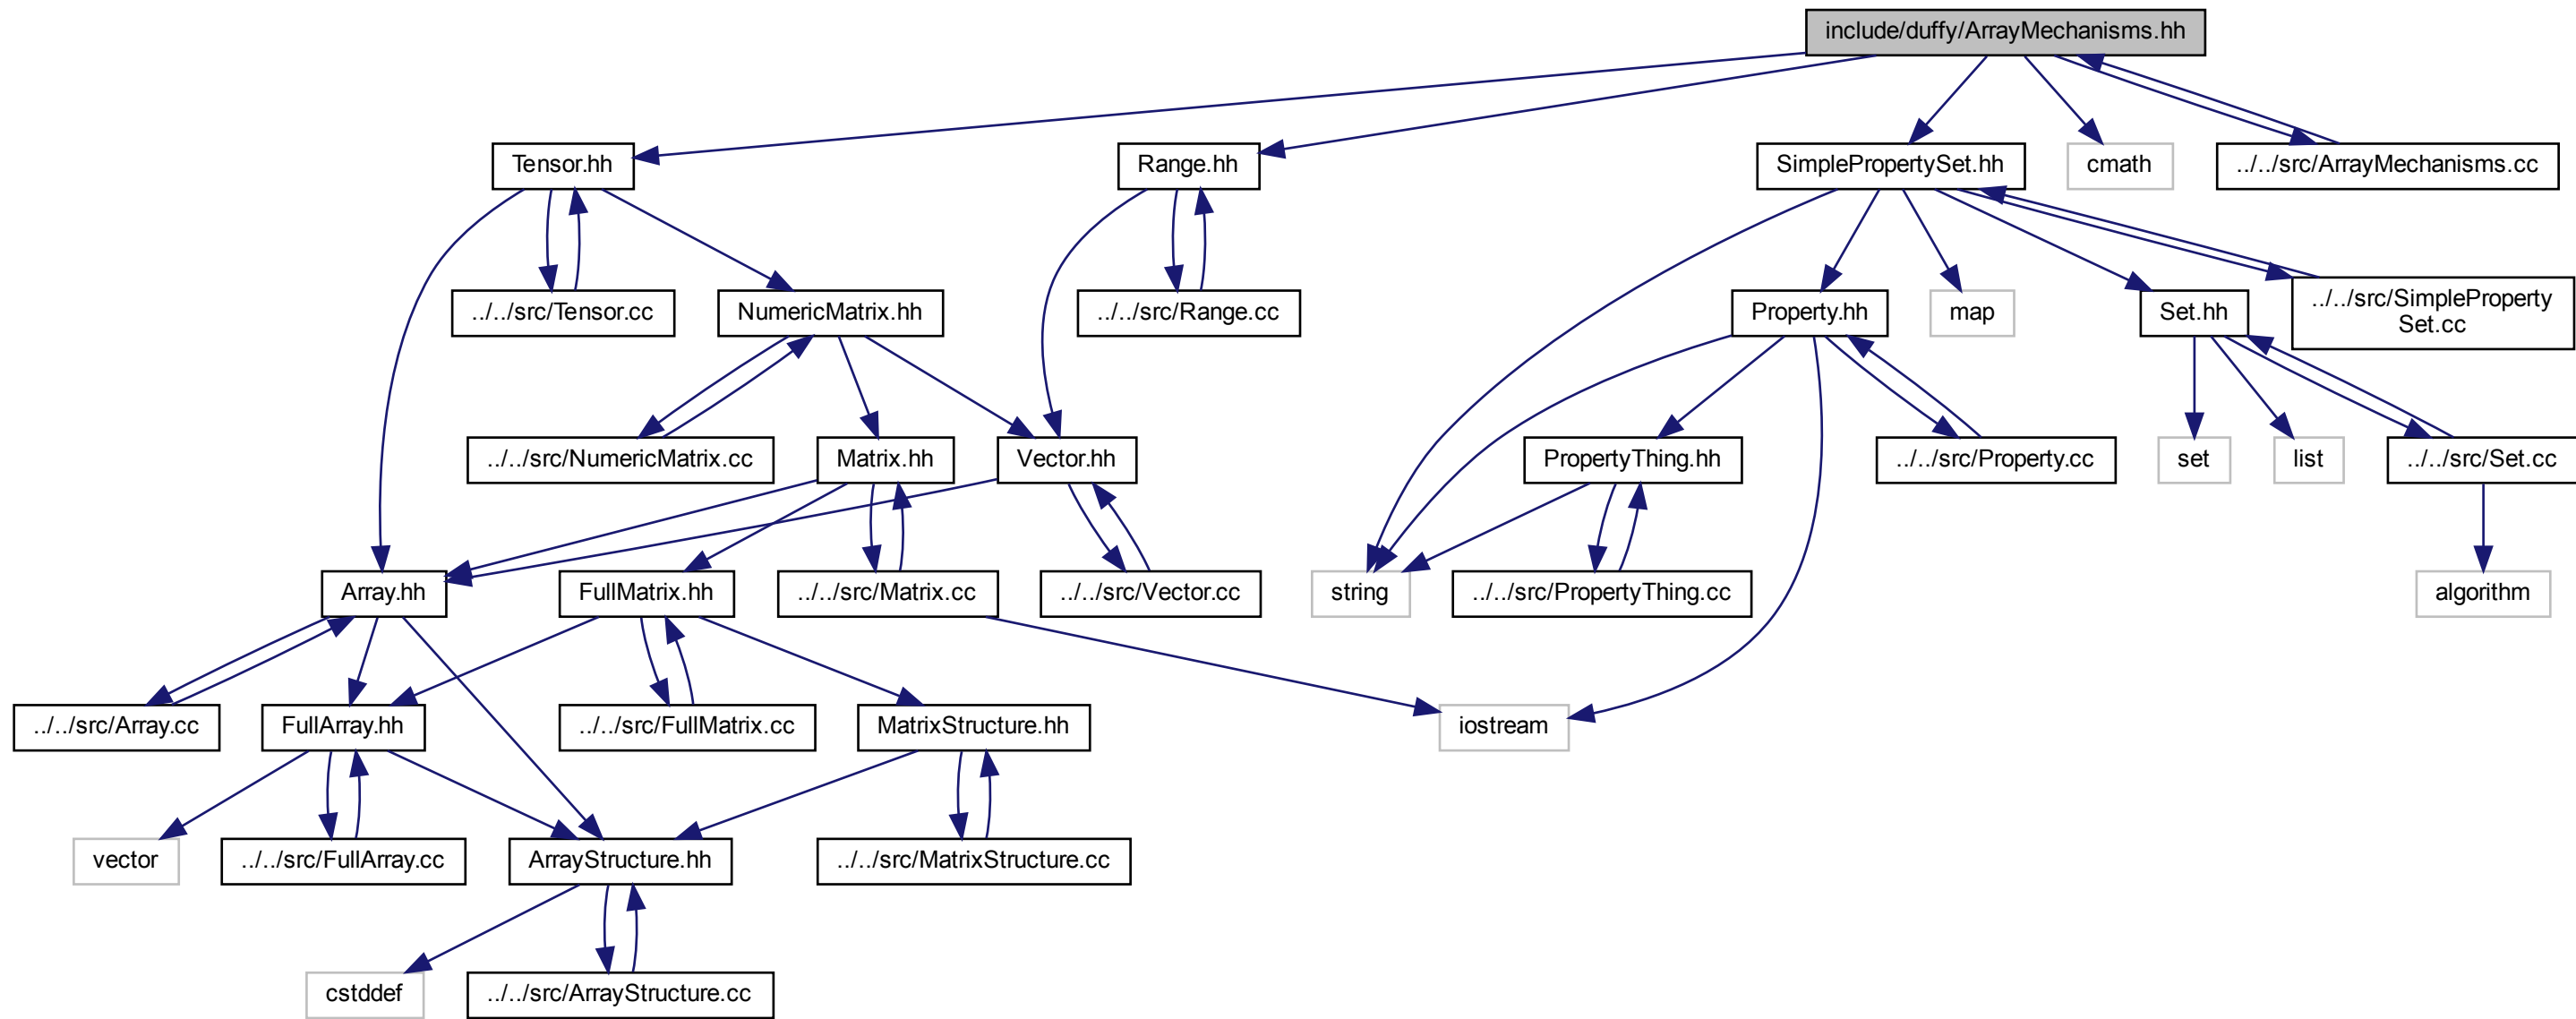 include/duffy/ArrayMechanisms.hh
Tensor.hh
Range.hh
SimplePropertySet.hh
cmath
../../src/ArrayMechanisms.cc
../../src/Tensor.cc
NumericMatrix.hh
../../src/Range.cc
Property.hh
map
Set.hh
../../src/SimpleProperty
Set.cc
../../src/NumericMatrix.cc
Matrix.hh
Vector.hh
PropertyThing.hh
../../src/Property.cc
set
list
../../src/Set.cc
Array.hh
FullMatrix.hh
../../src/Matrix.cc
../../src/Vector.cc
string
../../src/PropertyThing.cc
algorithm
../../src/Array.cc
FullArray.hh
../../src/FullMatrix.cc
MatrixStructure.hh
iostream
vector
../../src/FullArray.cc
ArrayStructure.hh
../../src/MatrixStructure.cc
cstddef
../../src/ArrayStructure.cc